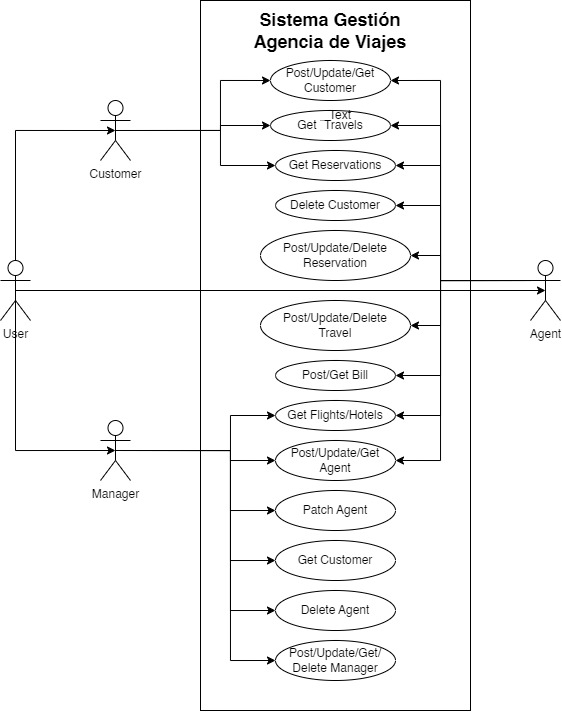 Sistema Gestión
Agencia de Viajes
Post/Update/Get
Customer
Text
Get Travels
Customer
Get Reservations
Delete Customer
Post/Update/Delete
Reservation
User
Agent
Post/Update/Delete
Travel
Post/Get Bill
Get Flights/Hotels
Post/Update/Get
Agent
Manager
Patch Agent
Get Customer
Delete Agent
Post/Update/Get/
Delete Manager